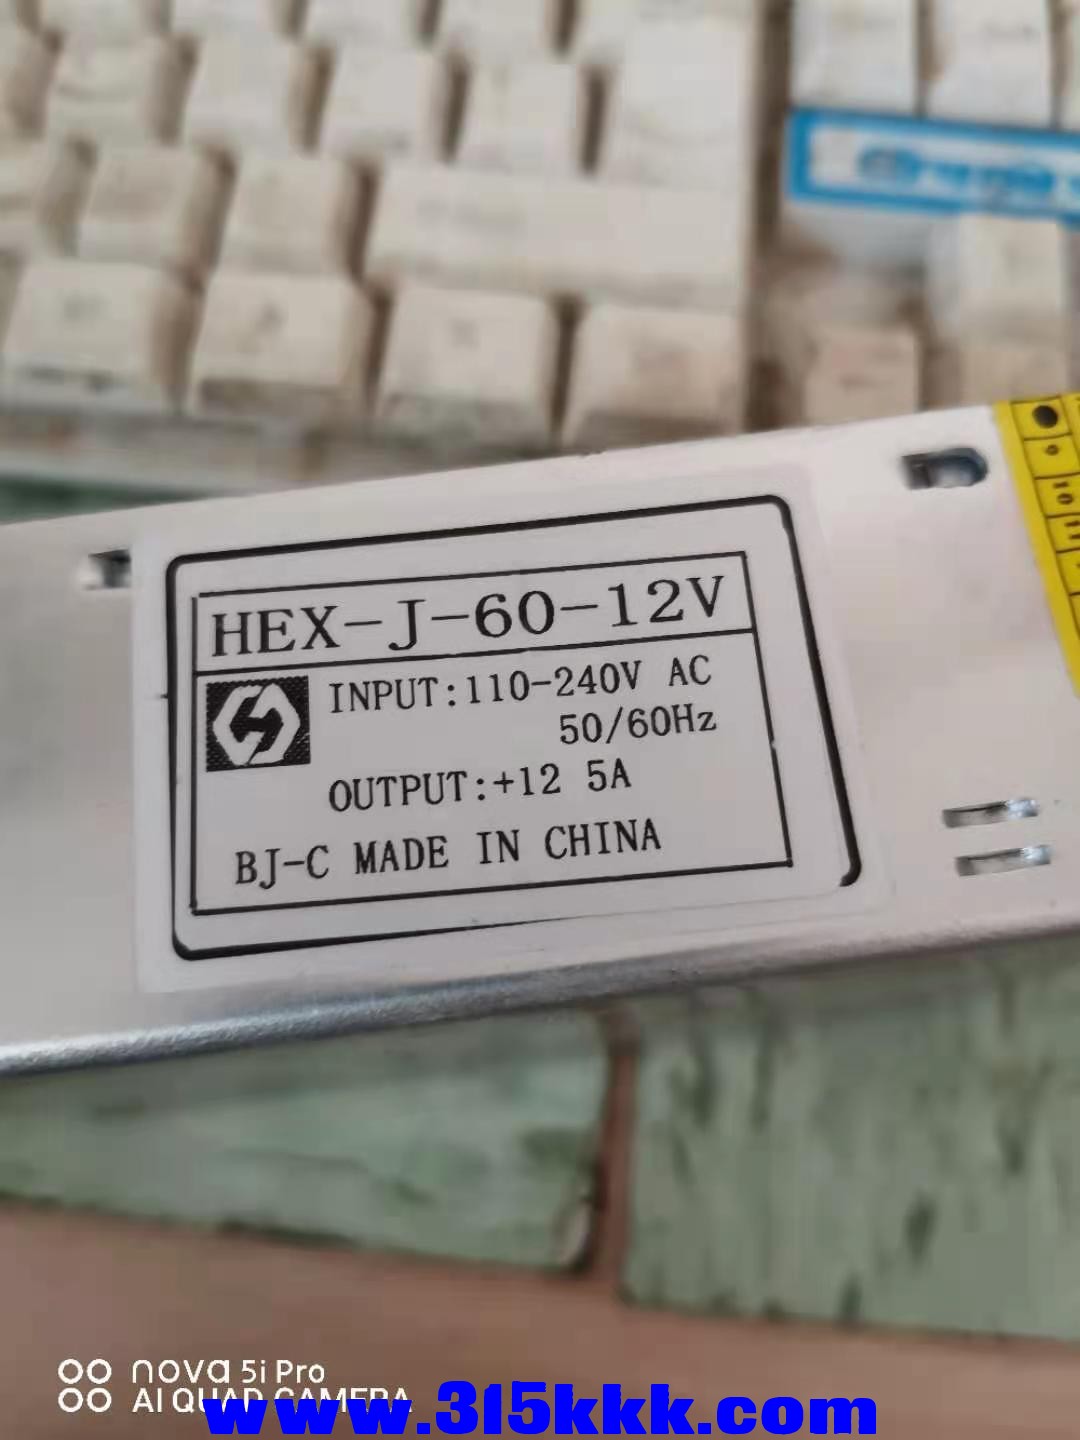 HEX-J-60-12V
INPUT:110-240V AC
50/60Hz
OUTPUT:+12 5A
BJ-C MADE IN CHINA
nova 5i Pro
AI QUAD CAMERA
www.315kkk.com